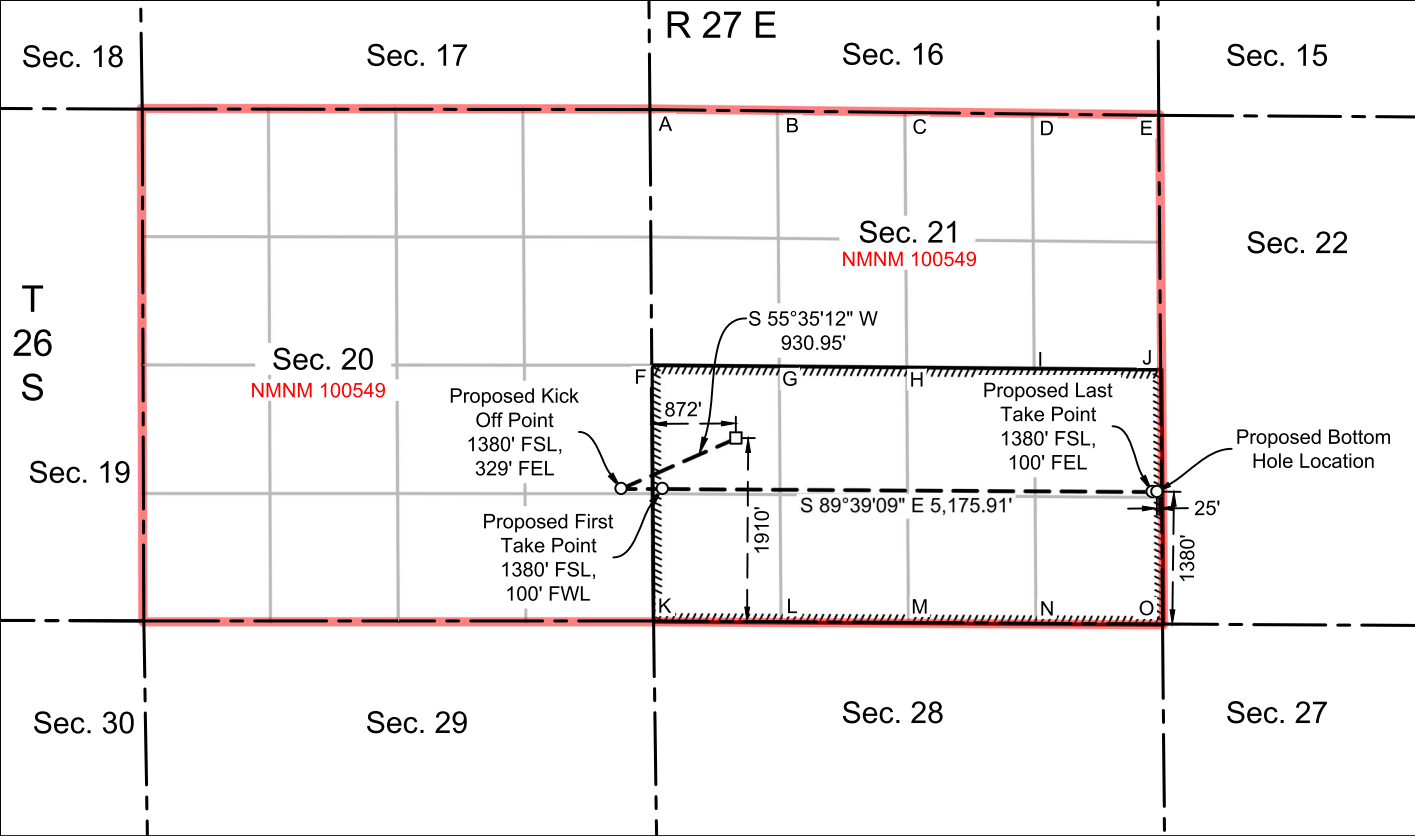 R 27 E
Sec. 18
Sec. 17
Sec. 16
Sec. 15
A
B
C
D
E
Sec. 21
NMNM 100549
Sec. 22
T
26
S
S 55°35'12" W
930.95'
Sec. 20
NMNM 100549
F
G
H
I
J
Proposed Kick
Off Point
1380' FSL,
329' FEL
872'
Proposed Last
Take Point
1380' FSL,
100' FEL
Proposed Bottom
Hole Location
Sec. 19
S 89°39'09" E 5,175.91'
25'
1910'
1380'
Proposed First
Take Point
1380' FSL,
100' FWL
K
L
M
N
O
Sec. 30
Sec. 29
Sec. 28
Sec. 27